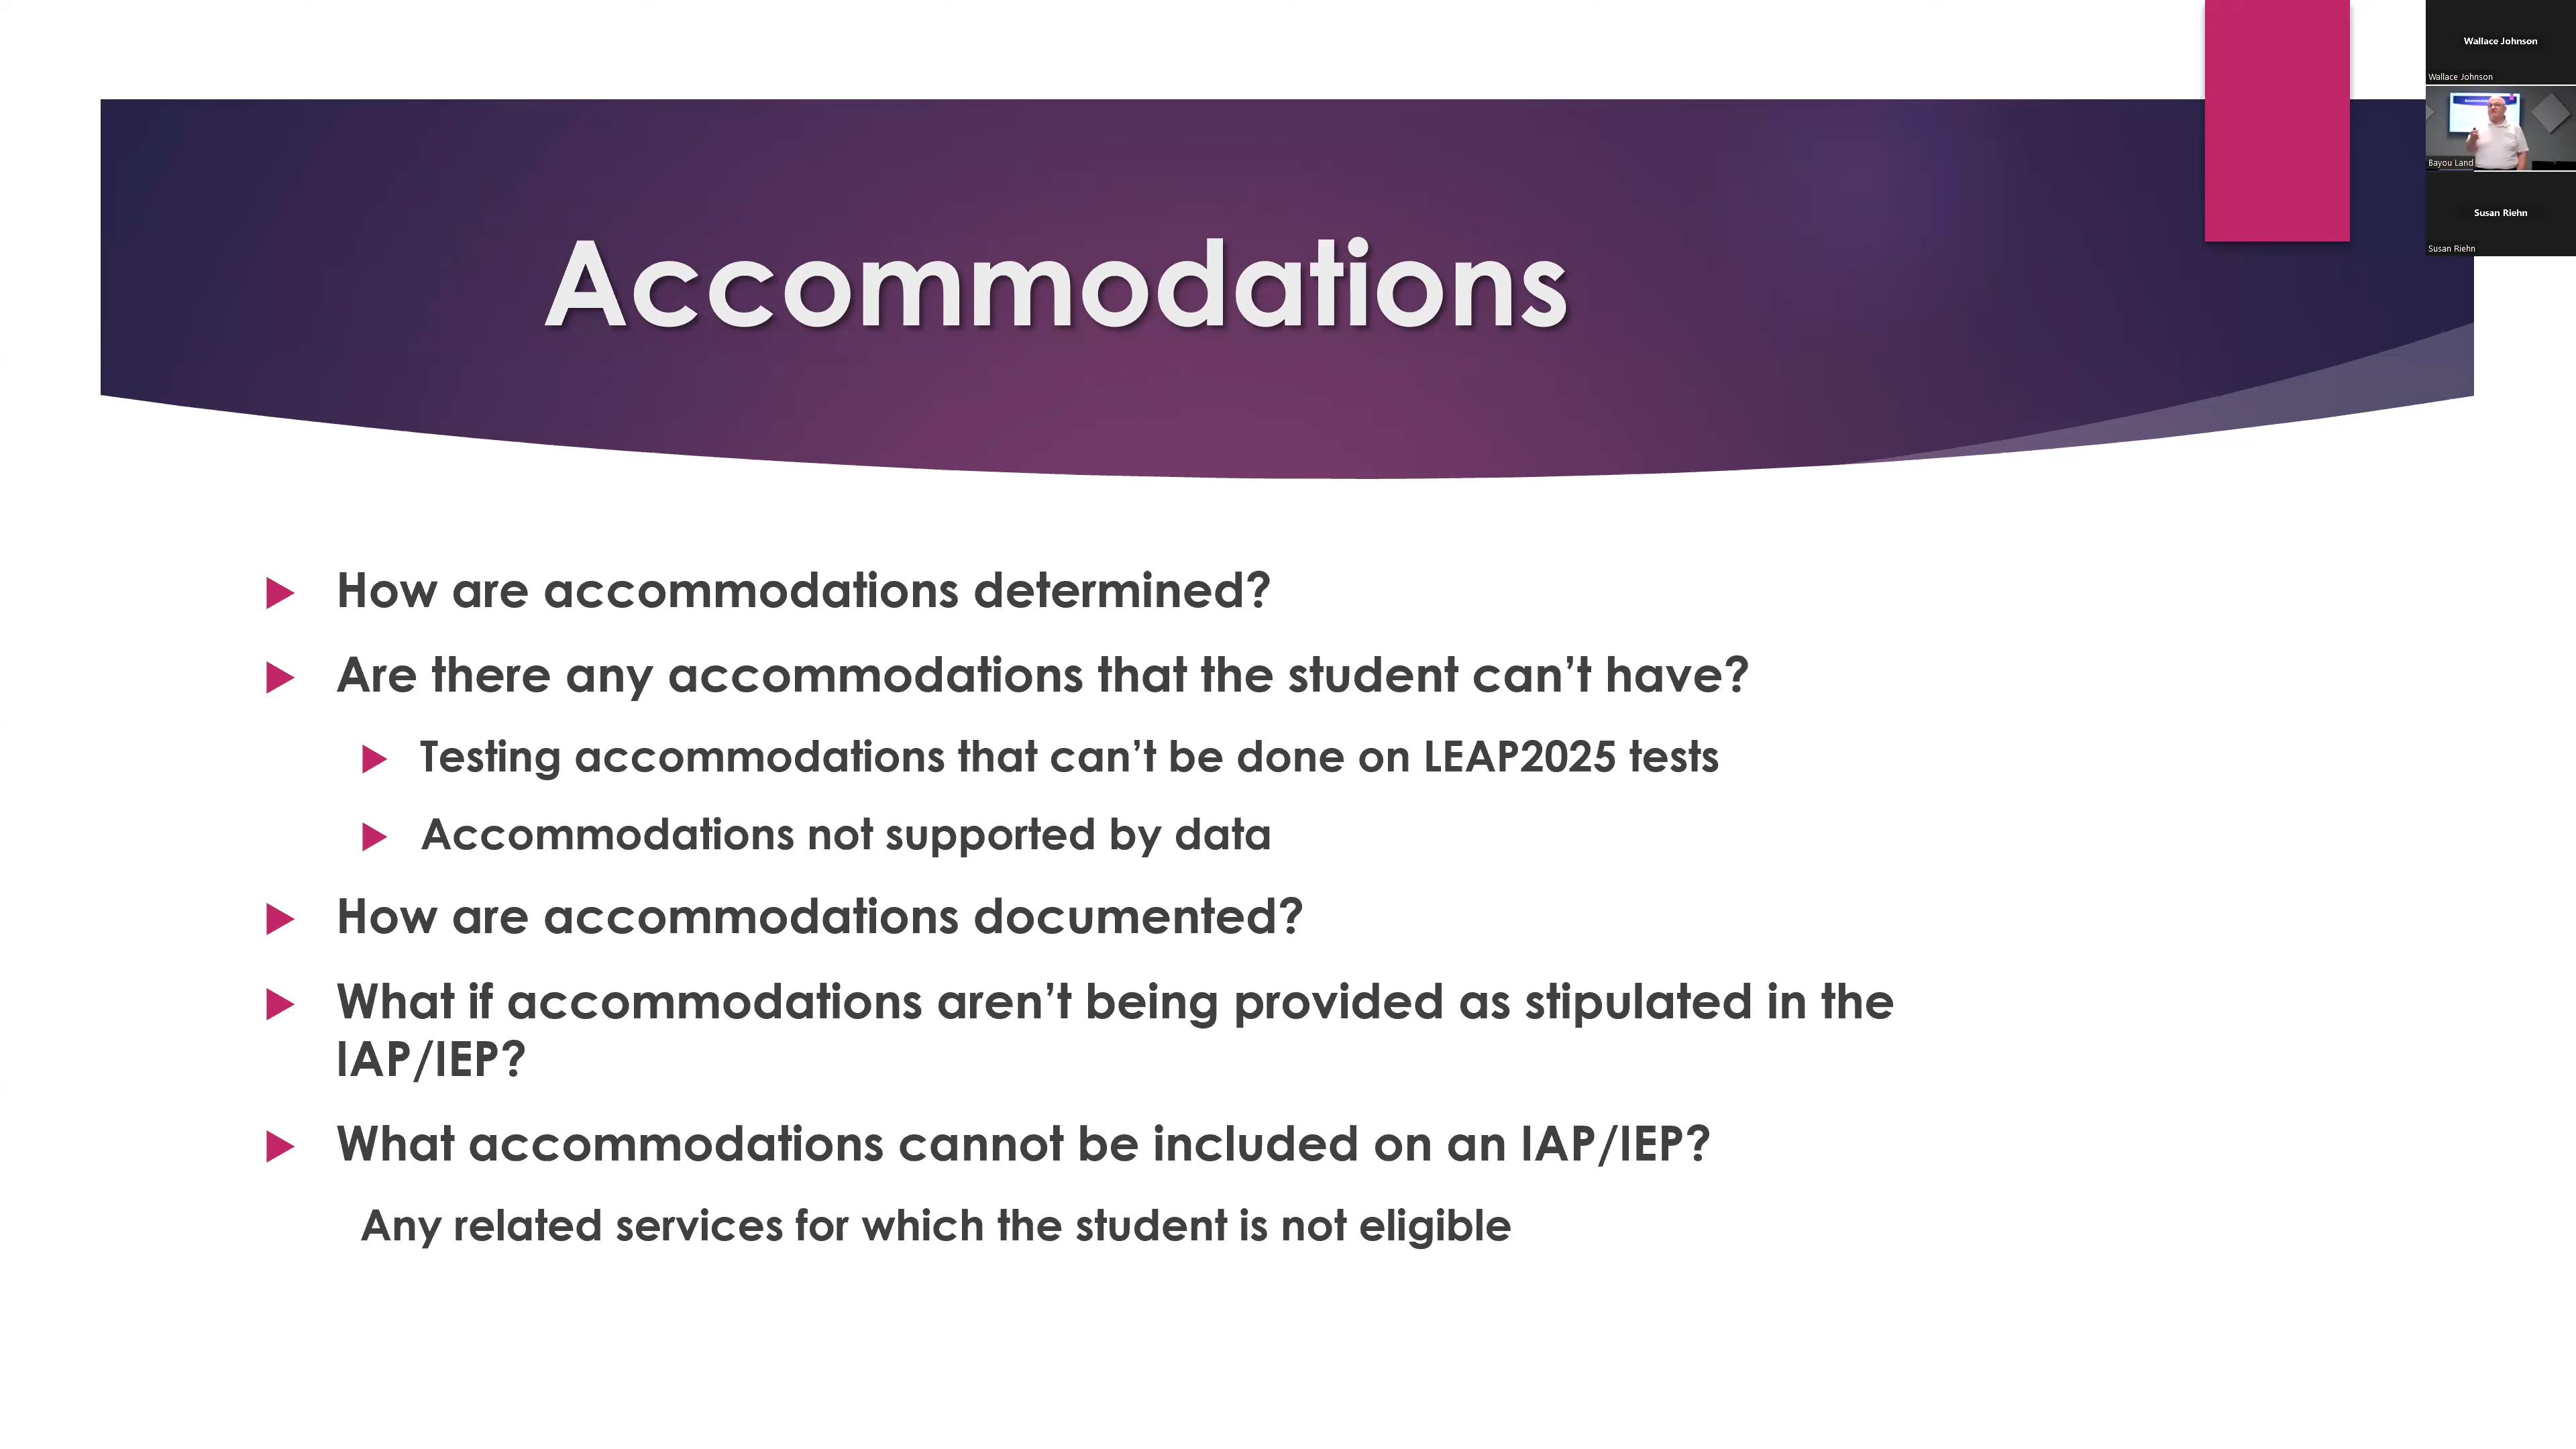 Accommodations
How are accommodations determined?
Are there any accommodations that the student can’t have?
Testing accommodations that can’t be done on LEAP2025 tests
Accommodations not supported by data
How are accommodations documented?
What if accommodations aren’t being provided as stipulated in the
IAP/IEP?
What accommodations cannot be included on an IAP/IEP?
Any related services for which the student is not eligible
Wallace Johnson
Wallace Johnson
Bayou Land
Susan Riehn
Susan Riehn